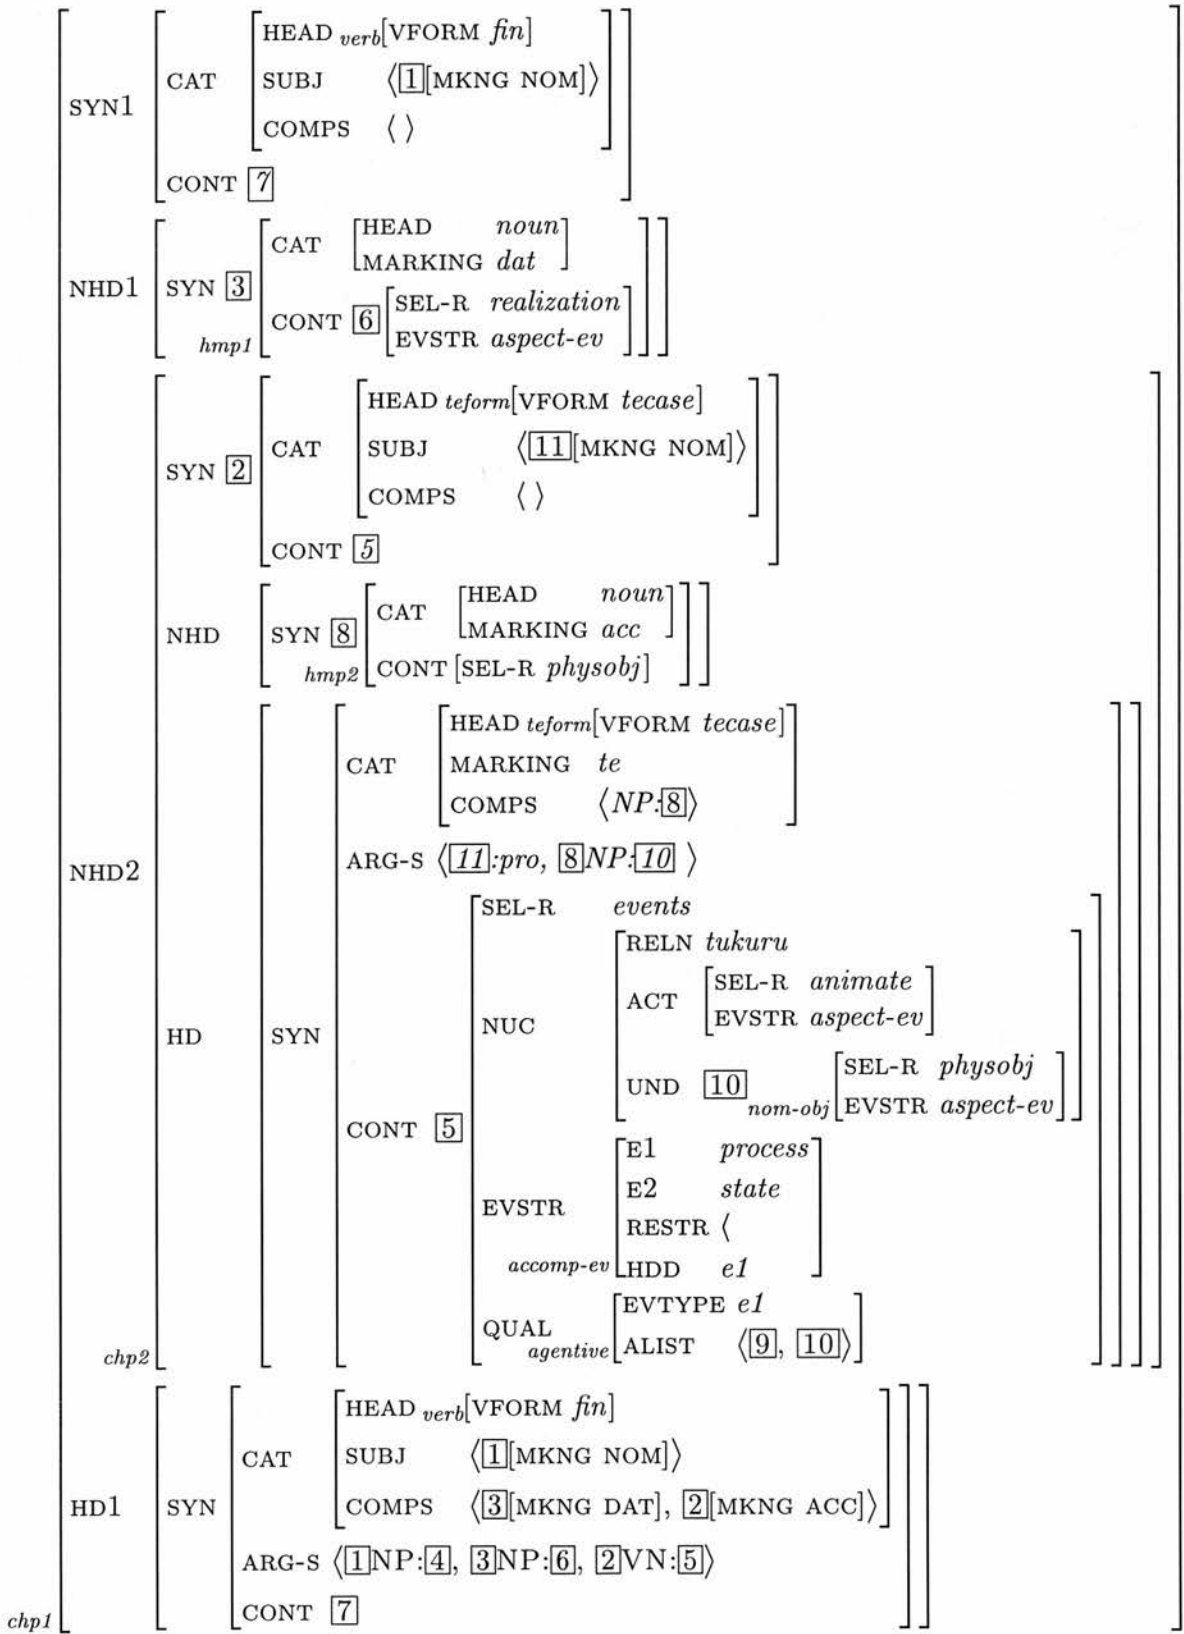 HEAD verb[VFORM fin]
CAT SUBJ ⟨1[MKNG NOM]⟩
SYN1
COMPS ⟨ ⟩
CONT 7
HEAD noun
CAT
MARKING dat
NHD1 SYN 3
SEL-R realization
CONT 6
hmp1 EVSTR aspect-ev
HEAD teform[VFORM tecase]
CAT SUBJ ⟨11[MKNG NOM]⟩
SYN 2
COMPS ⟨ ⟩
CONT 5
HEAD noun
CAT
NHD SYN 8 MARKING acc
hmp2 CONT [SEL-R physobj]
HEAD teform[VFORM tecase]
CAT MARKING te
COMPS ⟨NP:8⟩
ARG-S ⟨11:pro, 8NP:10 ⟩
NHD2
SEL-R events
RELN tukuru
SEL-R animate
ACT
EVSTR aspect-ev
NUC
HD SYN
SEL-R physobj
UND 10
nom-obj EVSTR aspect-ev
CONT 5
E1 process
E2 state
EVSTR
RESTR ⟨
accomp-ev HDD e1
EVTYPE e1
QUAL
agentive ALIST ⟨9, 10⟩
chp2
HEAD verb[VFORM fin]
CAT SUBJ ⟨1[MKNG NOM]⟩
HD1 SYN COMPS ⟨3[MKNG DAT], 2[MKNG ACC]⟩
ARG-S ⟨1NP:4, 3NP:6, 2VN:5⟩
CONT 7
chp1